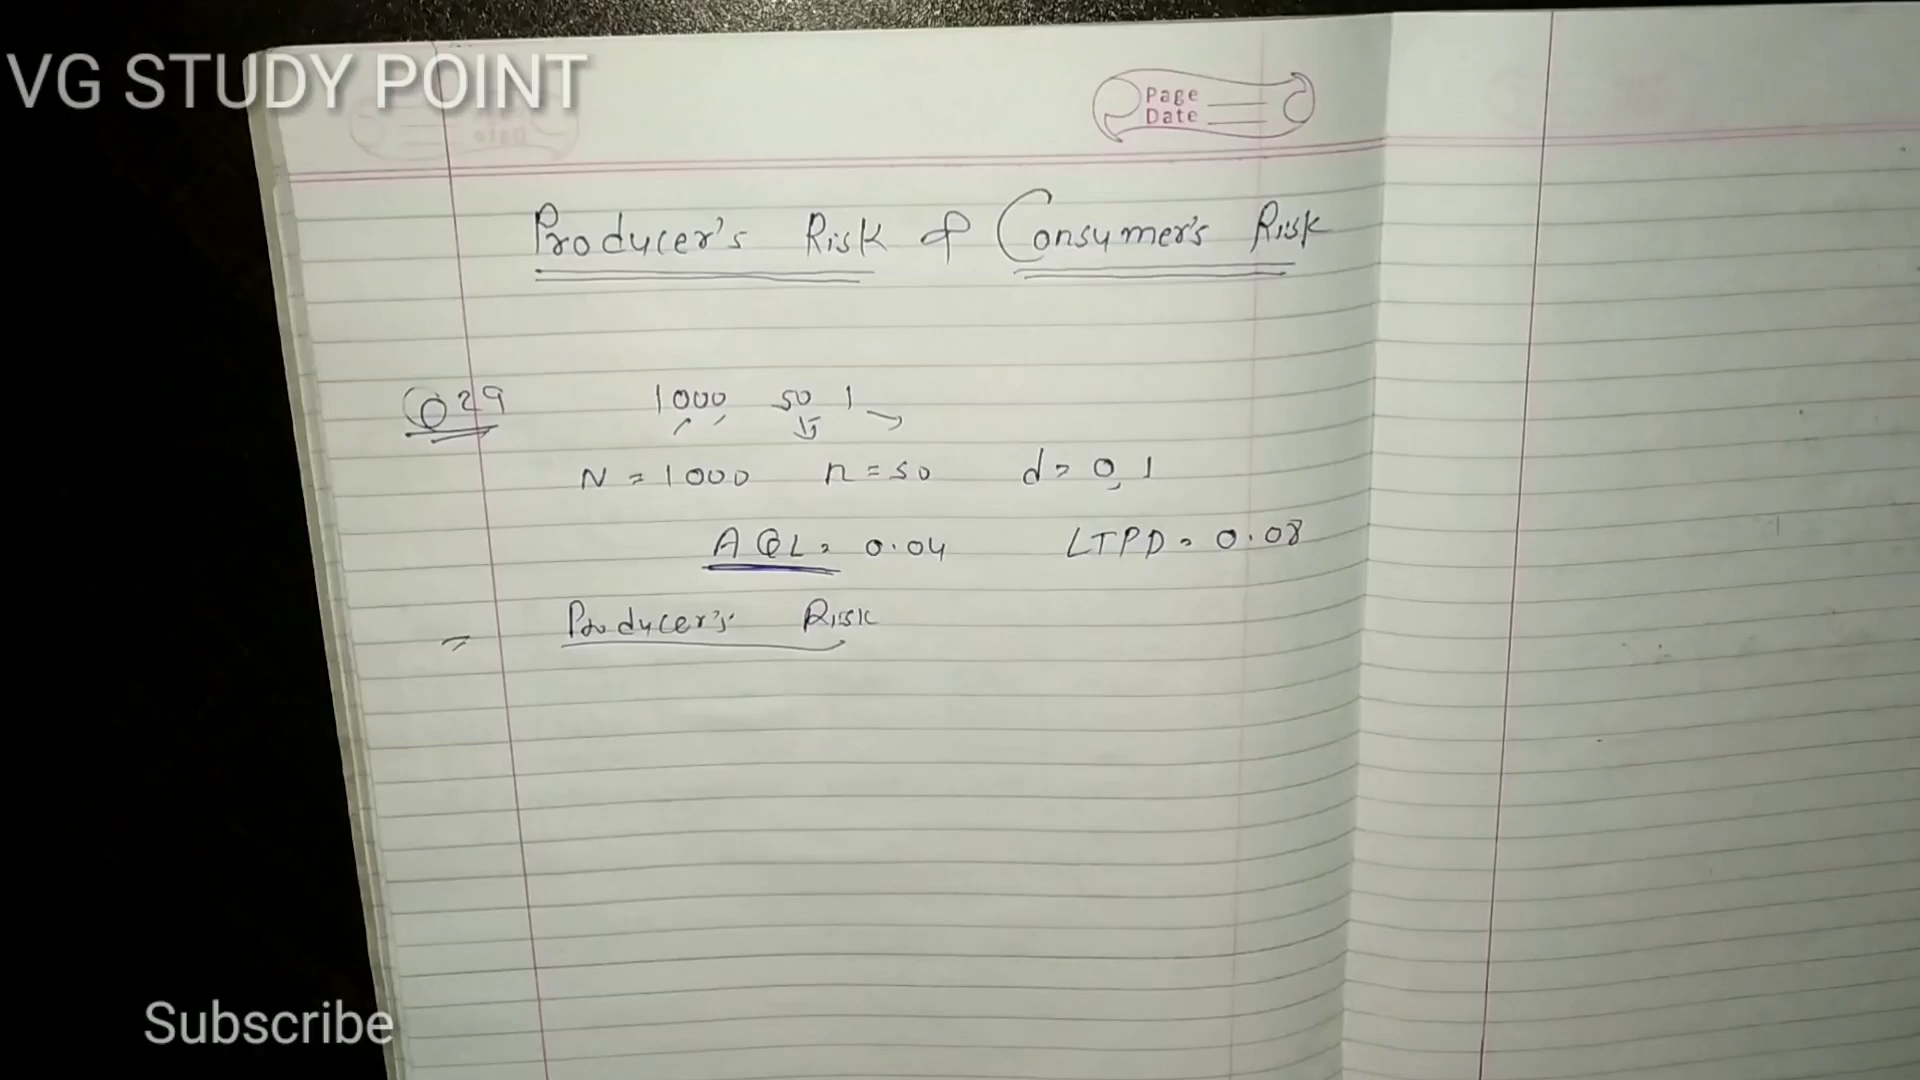 VG STUDY POINT
Page
Date
Producer's Risk & Consumer's Risk
Q29 1000 50 1
N = 1000 n = 50 d = 0, 1
AQL = 0.04 LTPD = 0.08
= Producer's Risk
Subscribe